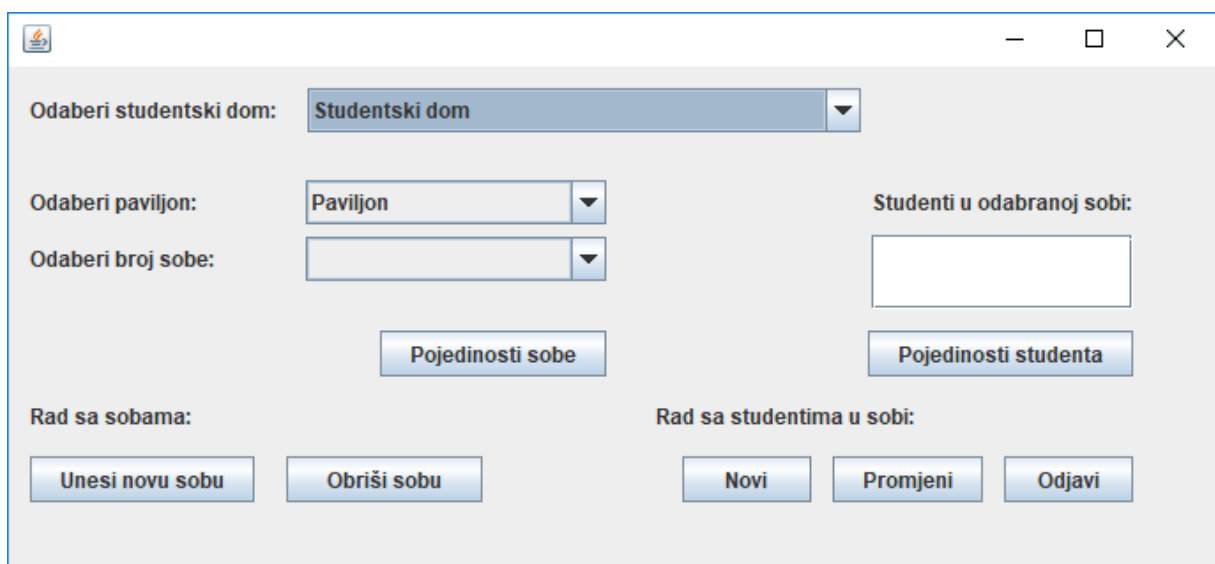 Odaberi studentski dom: Studentski dom
Odaberi paviljon: Paviljon
Studenti u odabranoj sobi:
Odaberi broj sobe:
Pojedinosti sobe
Pojedinosti studenta
Rad sa sobama:
Rad sa studentima u sobi:
Unesi novu sobu
Obriši sobu
Novi
Promjeni
Odjavi